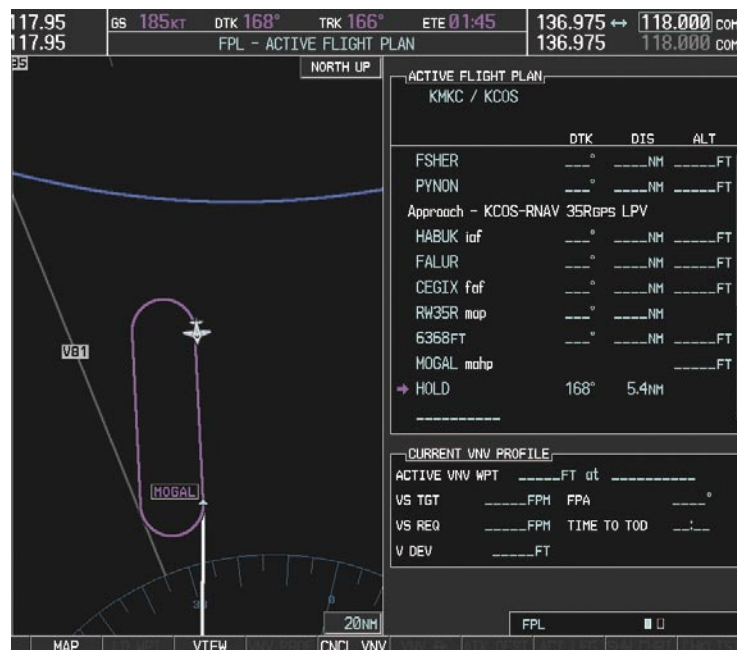 117.95 GS 185KT DTK 168° TRK 166° ETE 01:45 136.975 ↔ 118.000 COM
117.95 FPL - ACTIVE FLIGHT PLAN 136.975 118.000 COM
35 NORTH UP
ACTIVE FLIGHT PLAN
KMKC / KCOS
DTK DIS ALT
FSHER ___° ____NM _____FT
PYNON ___° ____NM _____FT
Approach - KCOS-RNAV 35RGPS LPV
HABUK iaf ___° ____NM _____FT
FALUR ___° ____NM _____FT
CEGIX faf ___° ____NM _____FT
RW35R map ___° ____NM
6368FT ___° ____NM _____FT
MOGAL mahp _____FT
HOLD 168° 5.4NM
__________
V81
MOGAL
33 0
20NM
CURRENT VNV PROFILE
ACTIVE VNV WPT _____FT at __________
VS TGT _____FPM FPA ____°
VS REQ _____FPM TIME TO TOD __:__
V DEV _____FT
FPL
MAP VIEW CNCL VNV